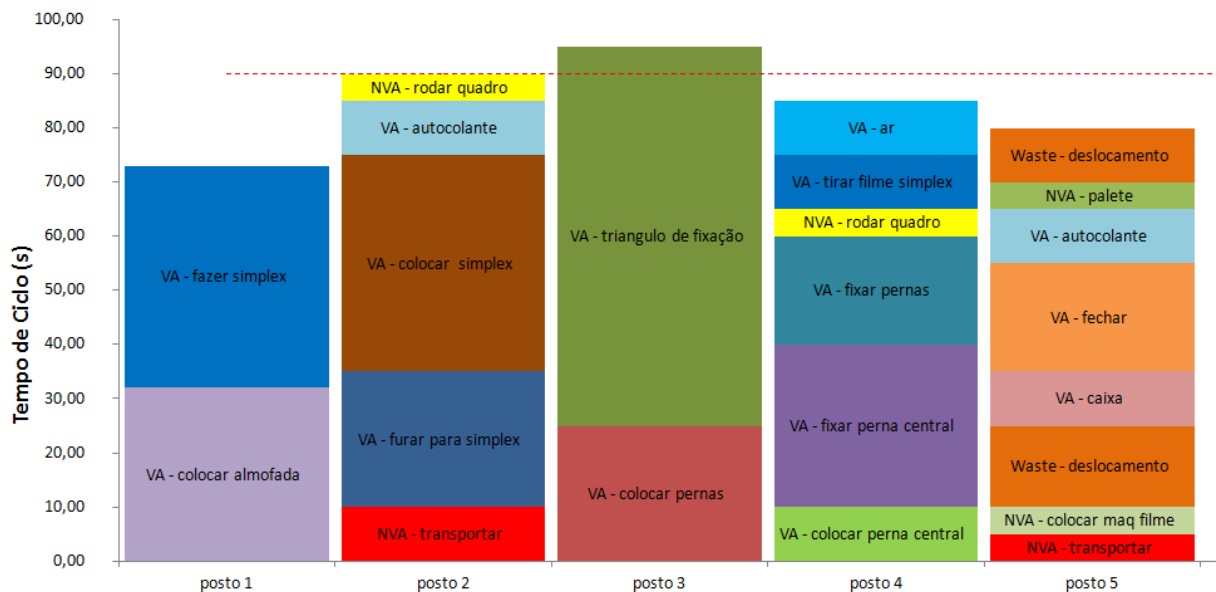 Tempo de Ciclo (s)
100,00
90,00
80,00
70,00
60,00
50,00
40,00
30,00
20,00
10,00
0,00
VA - fazer simplex
VA - colocar almofada
posto 1
NVA - rodar quadro
VA - autocolante
VA - colocar simplex
VA - furar para simplex
NVA - transportar
posto 2
VA - triangulo de fixação
VA - colocar pernas
posto 3
VA - ar
VA - tirar filme simplex
NVA - rodar quadro
VA - fixar pernas
VA - fixar perna central
VA - colocar perna central
posto 4
Waste - deslocamento
NVA - palete
VA - autocolante
VA - fechar
VA - caixa
Waste - deslocamento
NVA - colocar maq filme
NVA - transportar
posto 5